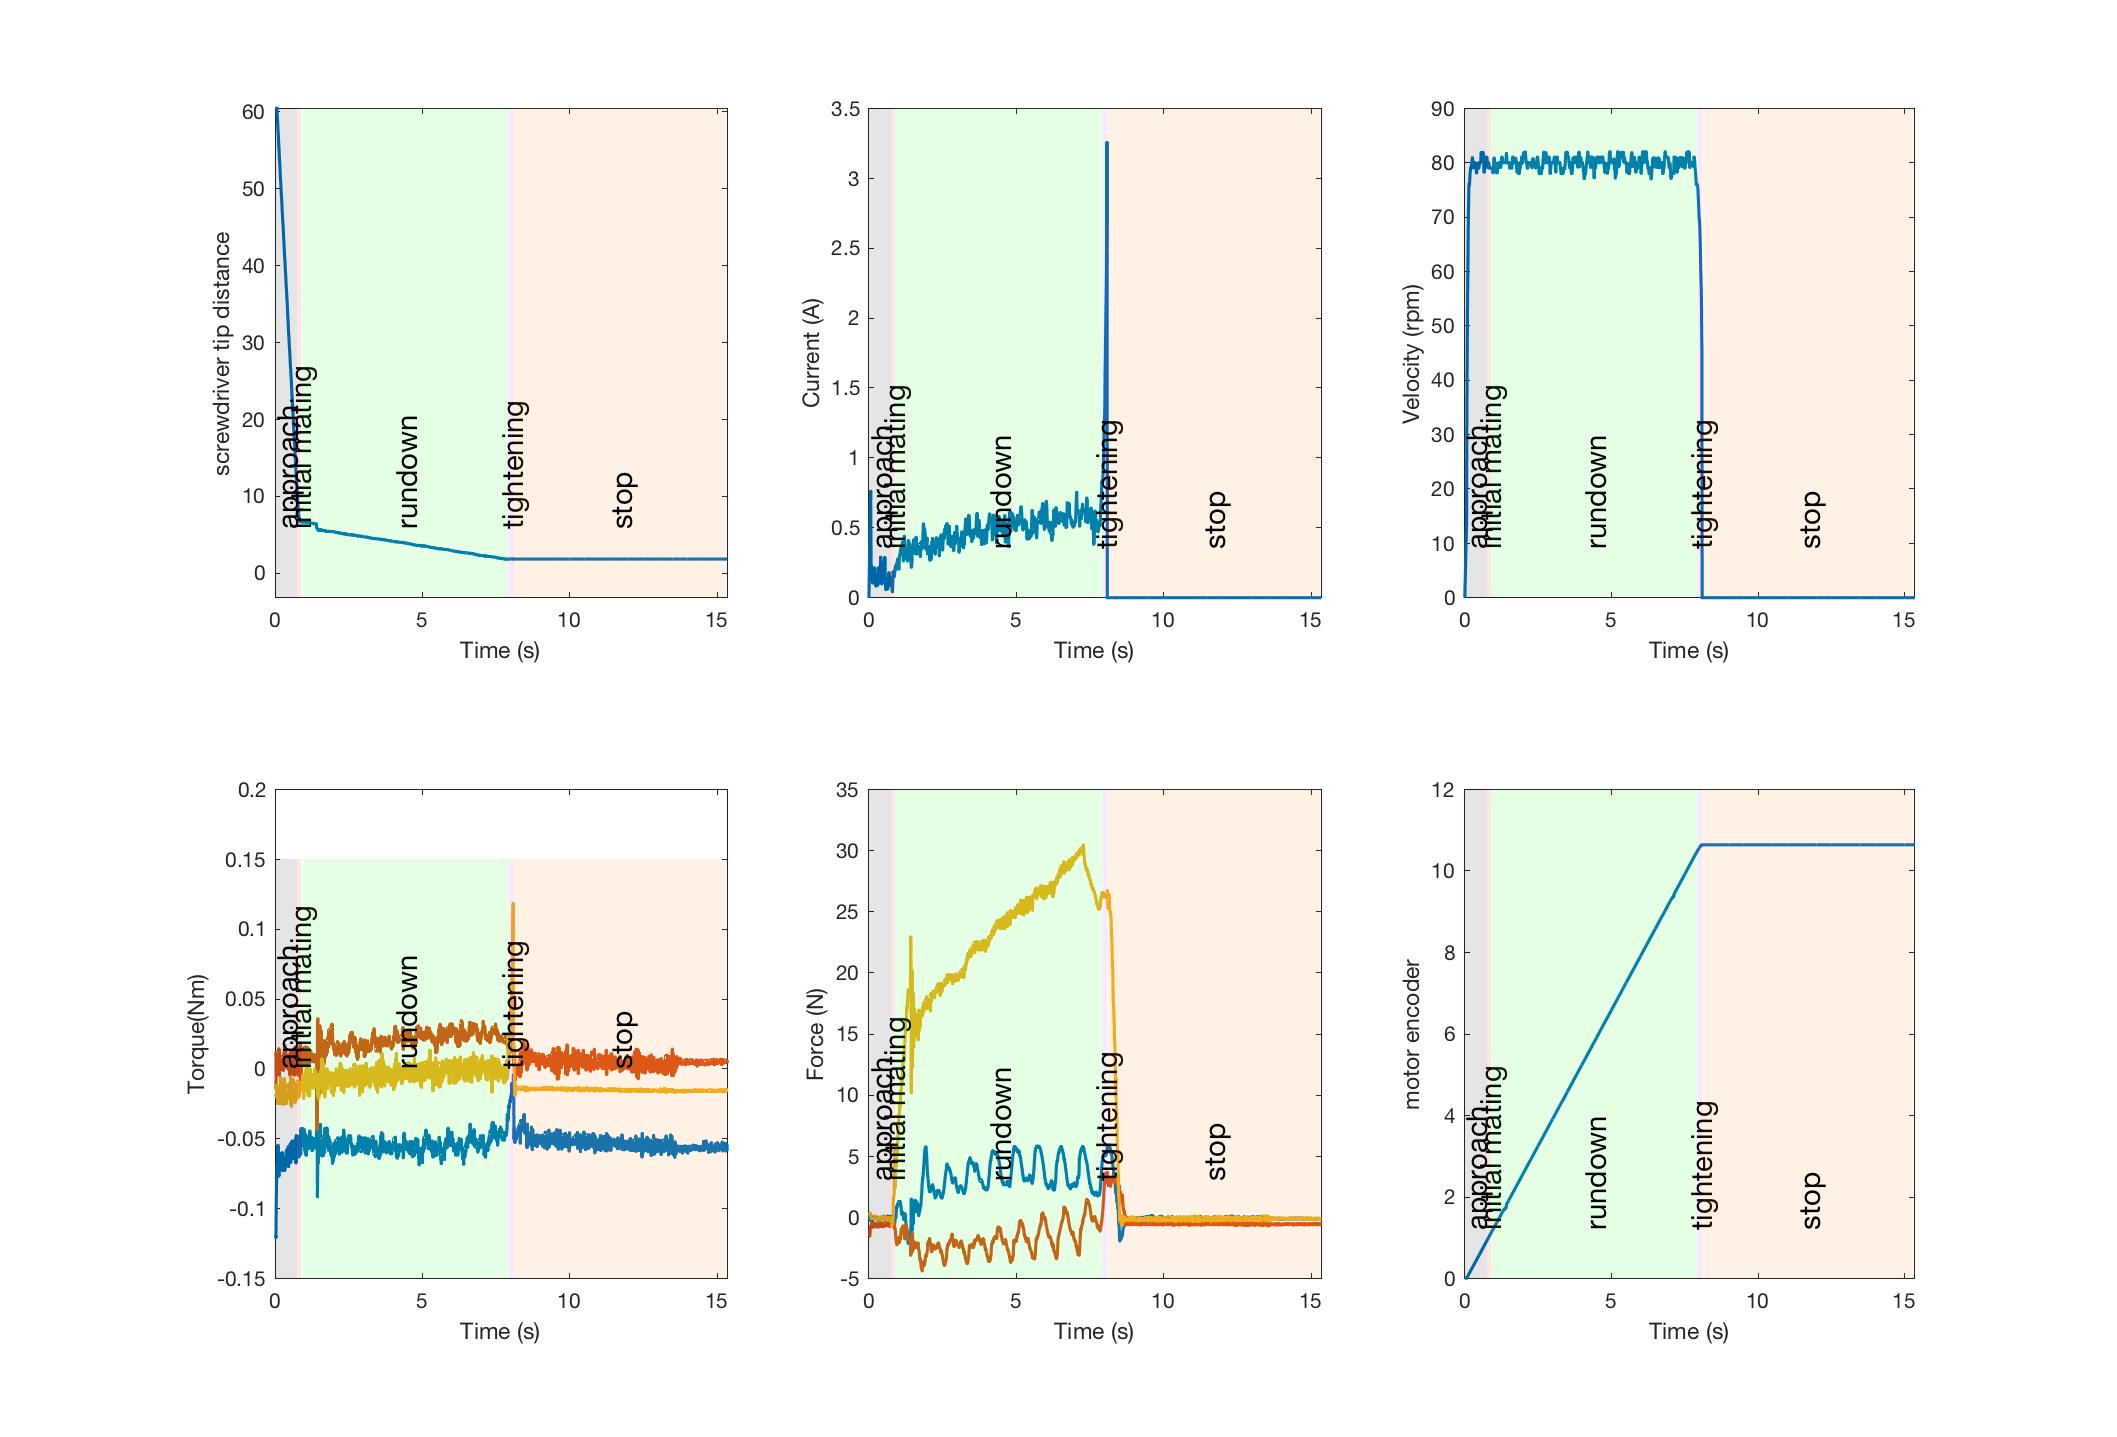 screwdriver tip distance
60
50
40
30
20
10
0
approach
initial mating
rundown
tightening
stop
0 5 10 15
Time (s)
Current (A)
3.5
3
2.5
2
1.5
1
0.5
0
approach
initial mating
rundown
tightening
stop
0 5 10 15
Time (s)
Velocity (rpm)
90
80
70
60
50
40
30
20
10
0
approach
initial mating
rundown
tightening
stop
0 5 10 15
Time (s)
Torque(Nm)
0.2
0.15
0.1
0.05
0
-0.05
-0.1
-0.15
approach
initial mating
rundown
tightening
stop
0 5 10 15
Time (s)
Force (N)
35
30
25
20
15
10
5
0
-5
approach
initial mating
rundown
tightening
stop
0 5 10 15
Time (s)
motor encoder
12
10
8
6
4
2
0
approach
initial mating
rundown
tightening
stop
0 5 10 15
Time (s)